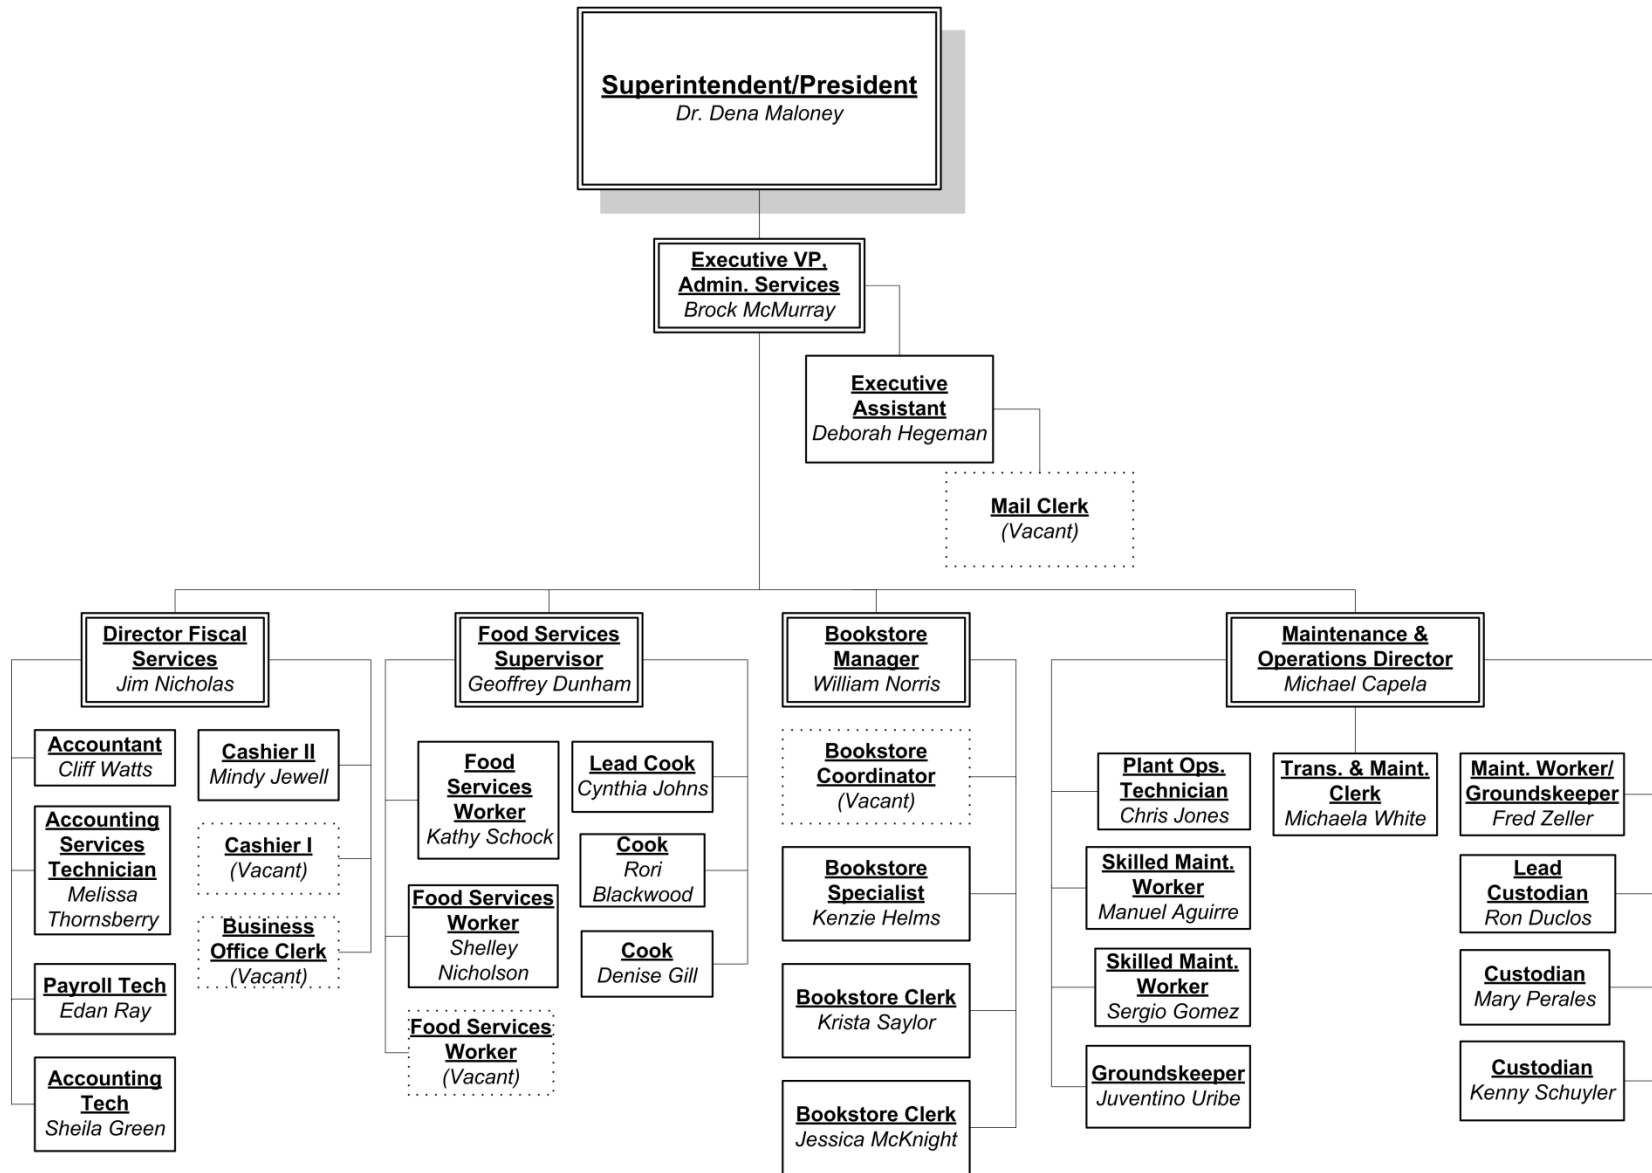 Superintendent/President
Dr. Dena Maloney
Executive VP,
Admin. Services
Brock McMurray
Executive
Assistant
Deborah Hegeman
Mail Clerk
(Vacant)
Director Fiscal
Services
Jim Nicholas
Accountant
Cliff Watts
Accounting
Services
Technician
Melissa
Thornsberry
Payroll Tech
Edan Ray
Accounting
Tech
Sheila Green
Cashier II
Mindy Jewell
Cashier I
(Vacant)
Business
Office Clerk
(Vacant)
Food Services
Supervisor
Geoffrey Dunham
Food
Services
Worker
Kathy Schock
Food Services
Worker
Shelley
Nicholson
Food Services
Worker
(Vacant)
Lead Cook
Cynthia Johns
Cook
Rori
Blackwood
Cook
Denise Gill
Bookstore
Manager
William Norris
Bookstore
Coordinator
(Vacant)
Bookstore
Specialist
Kenzie Helms
Bookstore Clerk
Krista Saylor
Bookstore Clerk
Jessica McKnight
Maintenance &
Operations Director
Michael Capela
Plant Ops.
Technician
Chris Jones
Skilled Maint.
Worker
Manuel Aguirre
Skilled Maint.
Worker
Sergio Gomez
Groundskeeper
Juventino Uribe
Trans. & Maint.
Clerk
Michaela White
Maint. Worker/
Groundskeeper
Fred Zeller
Lead
Custodian
Ron Duclos
Custodian
Mary Perales
Custodian
Kenny Schuyler